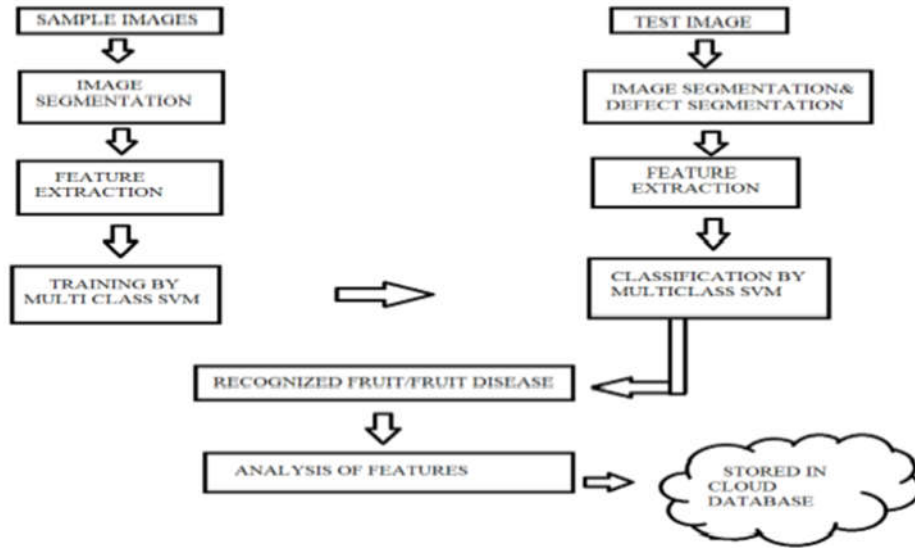 SAMPLE IMAGES
IMAGE
SEGMENTATION
FEATURE
EXTRACTION
TRAINING BY
MULTI CLASS SVM
TEST IMAGE
IMAGE SEGMENTATION&
DEFECT SEGMENTATION
FEATURE
EXTRACTION
CLASSIFICATION BY
MULTICLASS SVM
RECOGNIZED FRUIT/FRUIT DISEASE
ANALYSIS OF FEATURES
STORED IN
CLOUD
DATABASE